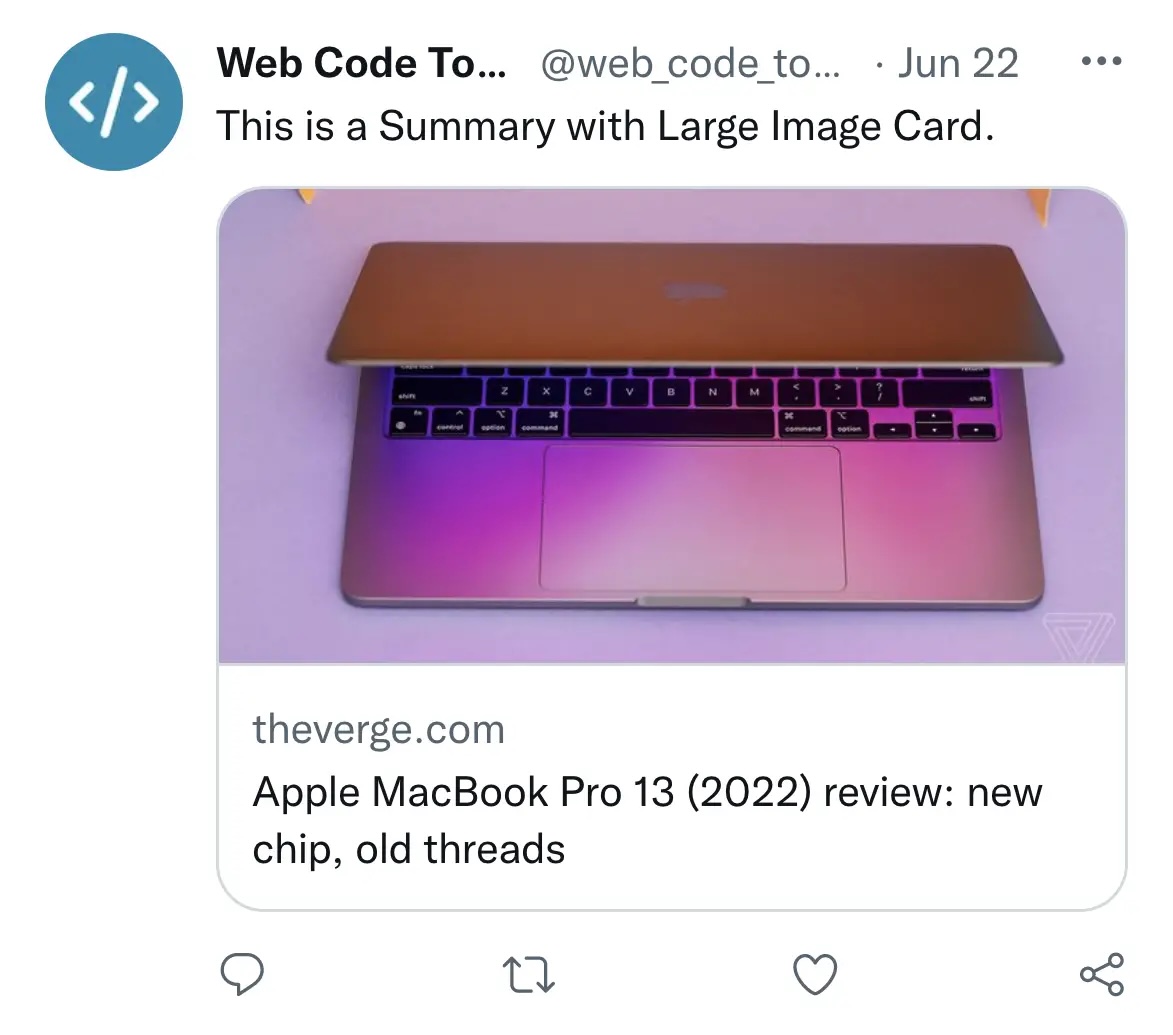 Web Code To... @web_code_to... · Jun 22
This is a Summary with Large Image Card.
shift Z X C V B N M < , > . ? / shift
fn control option command command option
theverge.com
Apple MacBook Pro 13 (2022) review: new
chip, old threads